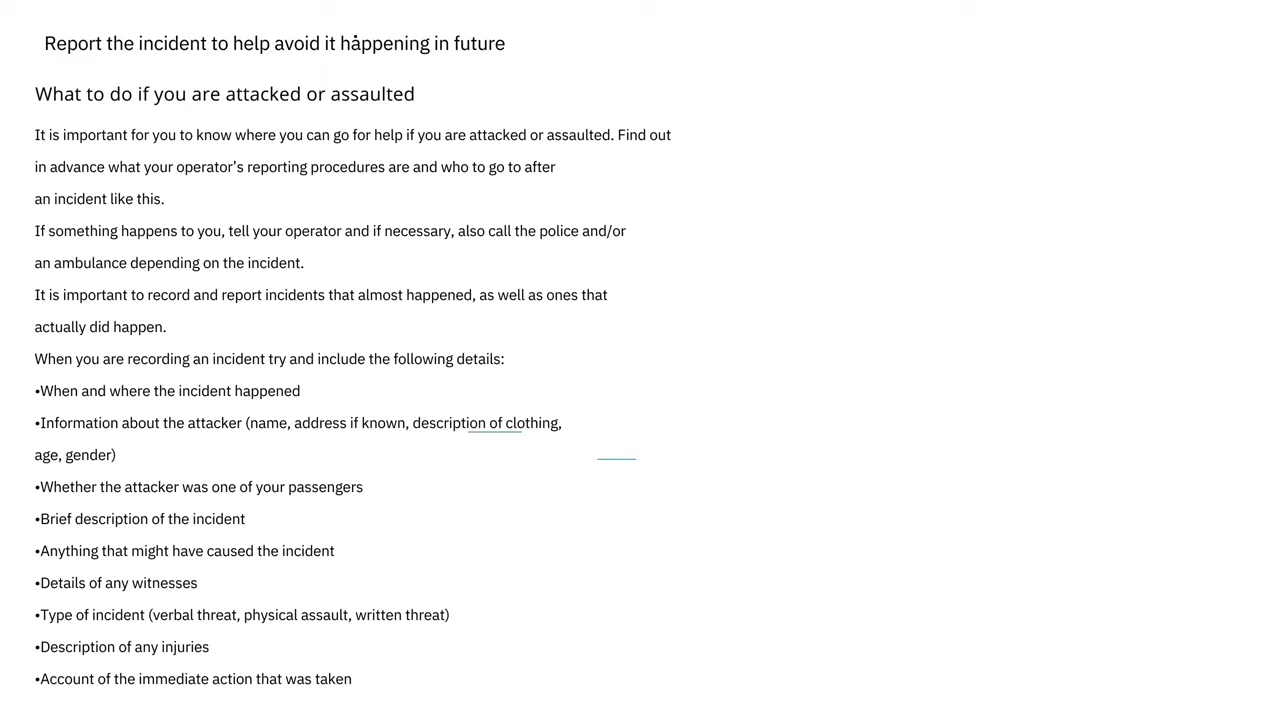 Report the incident to help avoid it happening in future
What to do if you are attacked or assaulted
It is important for you to know where you can go for help if you are attacked or assaulted. Find out
in advance what your operator’s reporting procedures are and who to go to after
an incident like this.
If something happens to you, tell your operator and if necessary, also call the police and/or
an ambulance depending on the incident.
It is important to record and report incidents that almost happened, as well as ones that
actually did happen.
When you are recording an incident try and include the following details:
•When and where the incident happened
•Information about the attacker (name, address if known, description of clothing,
age, gender)
•Whether the attacker was one of your passengers
•Brief description of the incident
•Anything that might have caused the incident
•Details of any witnesses
•Type of incident (verbal threat, physical assault, written threat)
•Description of any injuries
•Account of the immediate action that was taken